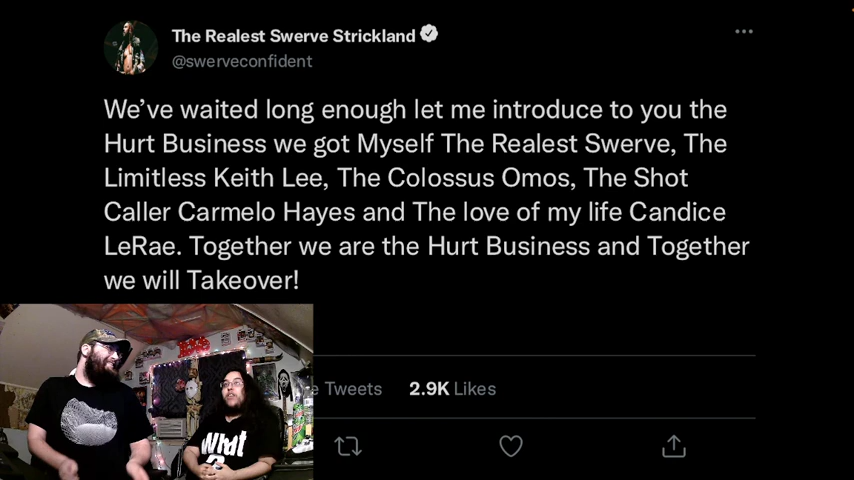 The Realest Swerve Strickland
@swerveconfident
We’ve waited long enough let me introduce to you the
Hurt Business we got Myself The Realest Swerve, The
Limitless Keith Lee, The Colossus Omos, The Shot
Caller Carmelo Hayes and The love of my life Candice
LeRae. Together we are the Hurt Business and Together
we will Takeover!
Tweets 2.9K Likes
What